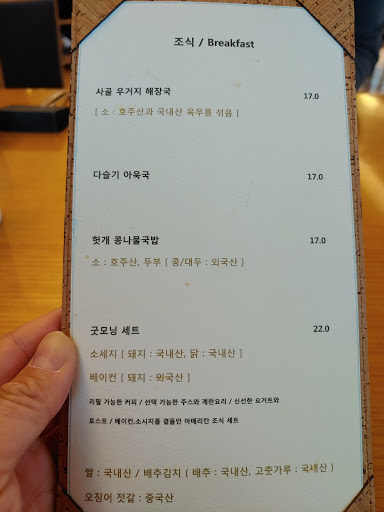 조식 / Breakfast
사골 우거지 해장국 17.0
[ 소 : 호주산과 국내산 육우를 섞음 ]
다슬기 아욱국 17.0
헛개 콩나물국밥 17.0
소 : 호주산, 두부 [ 콩/대두 : 외국산 ]
굿모닝 세트 22.0
소세지 [ 돼지 : 국내산, 닭 : 국내산 ]
베이컨 [ 돼지 : 외국산 ]
리필 가능한 커피 / 선택 가능한 주스와 계란요리 / 신선한 요거트와
토스트 / 베이컨,소시지를 곁들인 아메리칸 조식 세트
쌀 : 국내산 / 배추김치 ( 배추 : 국내산, 고춧가루 : 국내산 )
오징어 젓갈 : 중국산